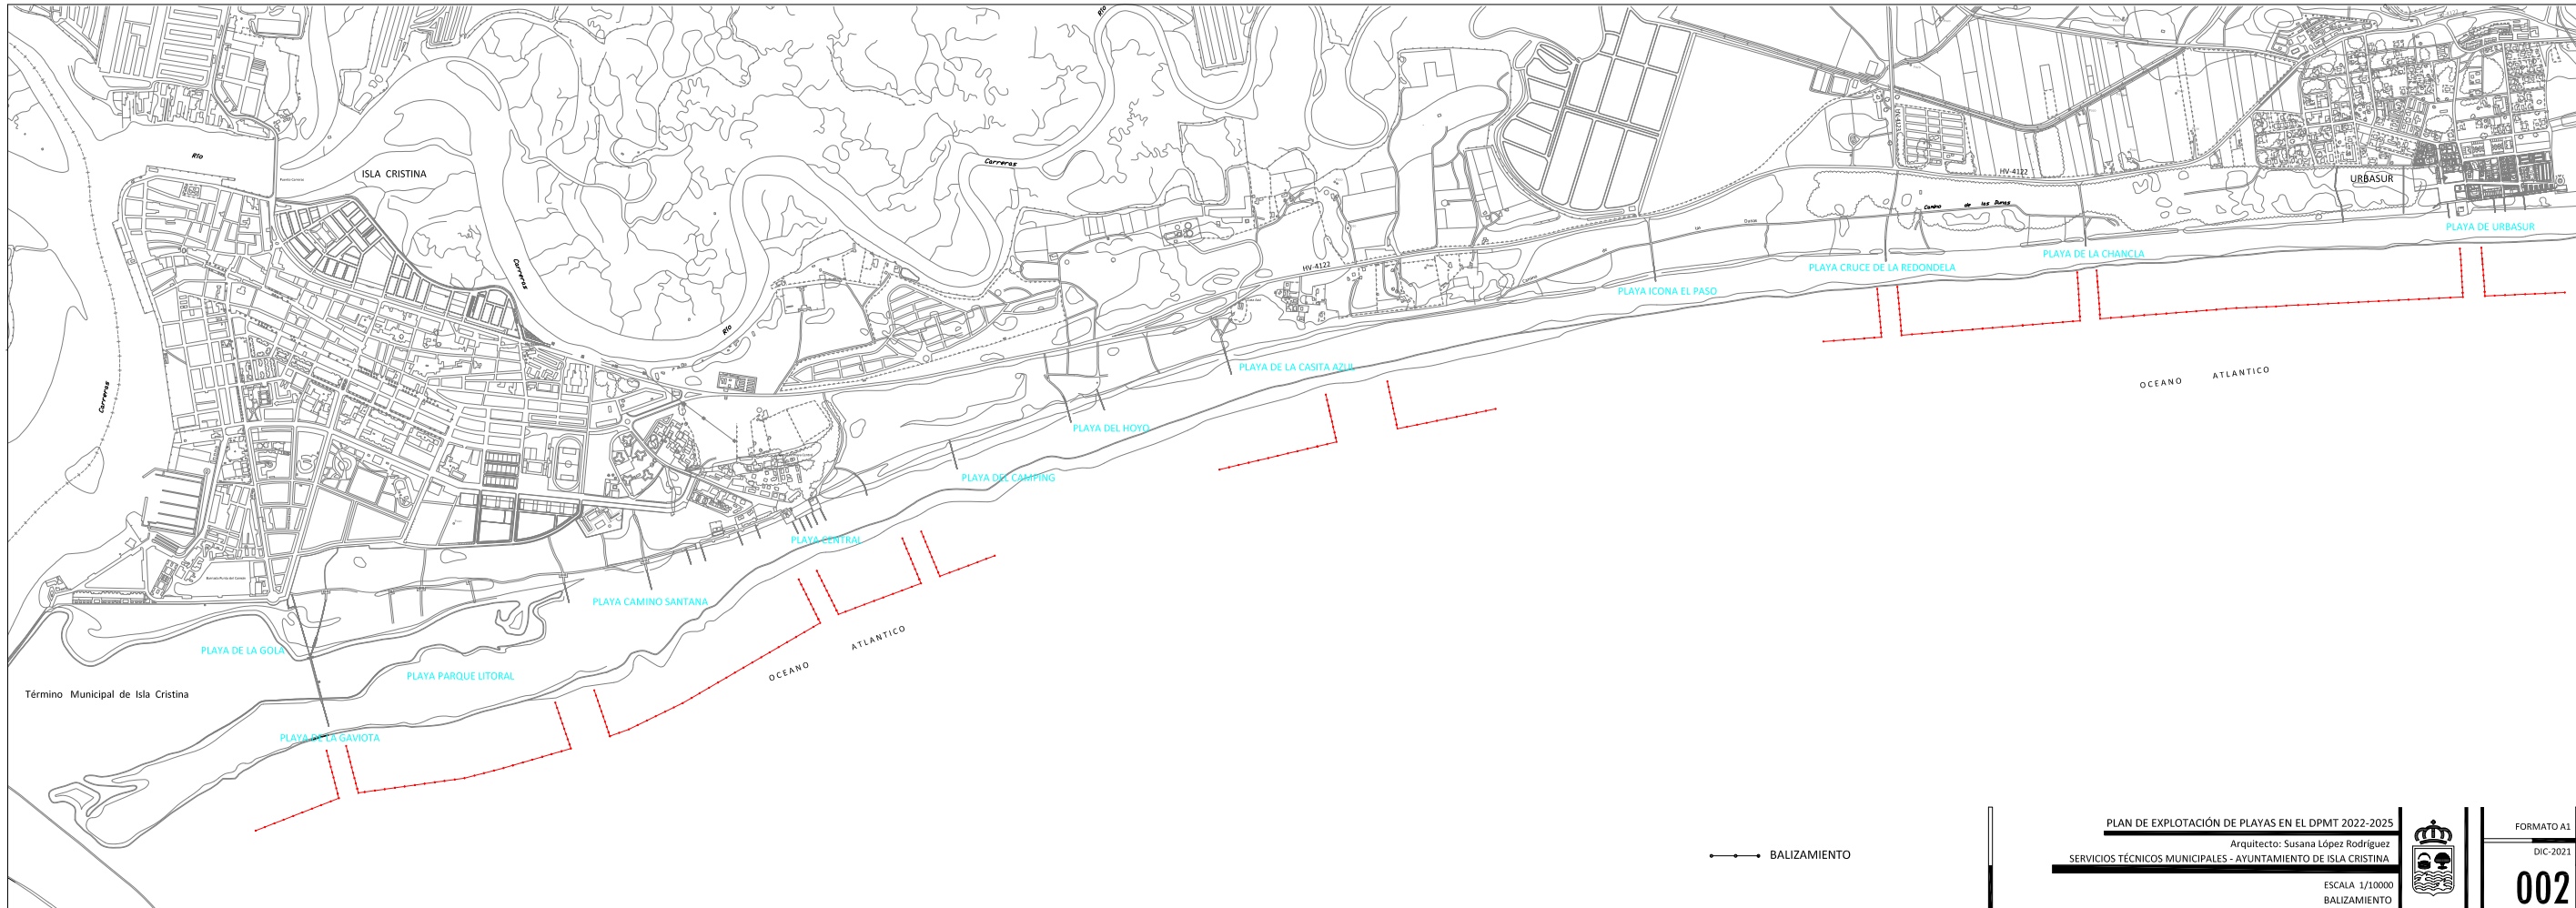 Río
ISLA CRISTINA
Carreras
Carreras
Río
Carreras
Río
HV-4122
HV-4122
Camino de las Dunas
URBASUR
PLAYA DE URBASUR
PLAYA DE LA CHANCLA
PLAYA CRUCE DE LA REDONDELA
PLAYA ICONA EL PASO
PLAYA DE LA CASITA AZUL
PLAYA DEL HOYO
PLAYA DEL CAMPING
PLAYA CENTRAL
PLAYA CAMINO SANTANA
PLAYA DE LA GOLA
PLAYA PARQUE LITORAL
PLAYA DE LA GAVIOTA
OCEANO ATLANTICO
OCEANO ATLANTICO
Término Municipal de Isla Cristina
BALIZAMIENTO
PLAN DE EXPLOTACIÓN DE PLAYAS EN EL DPMT 2022-2025
Arquitecto: Susana López Rodríguez
SERVICIOS TÉCNICOS MUNICIPALES - AYUNTAMIENTO DE ISLA CRISTINA
ESCALA 1/10000
BALIZAMIENTO
FORMATO A1
DIC-2021
002